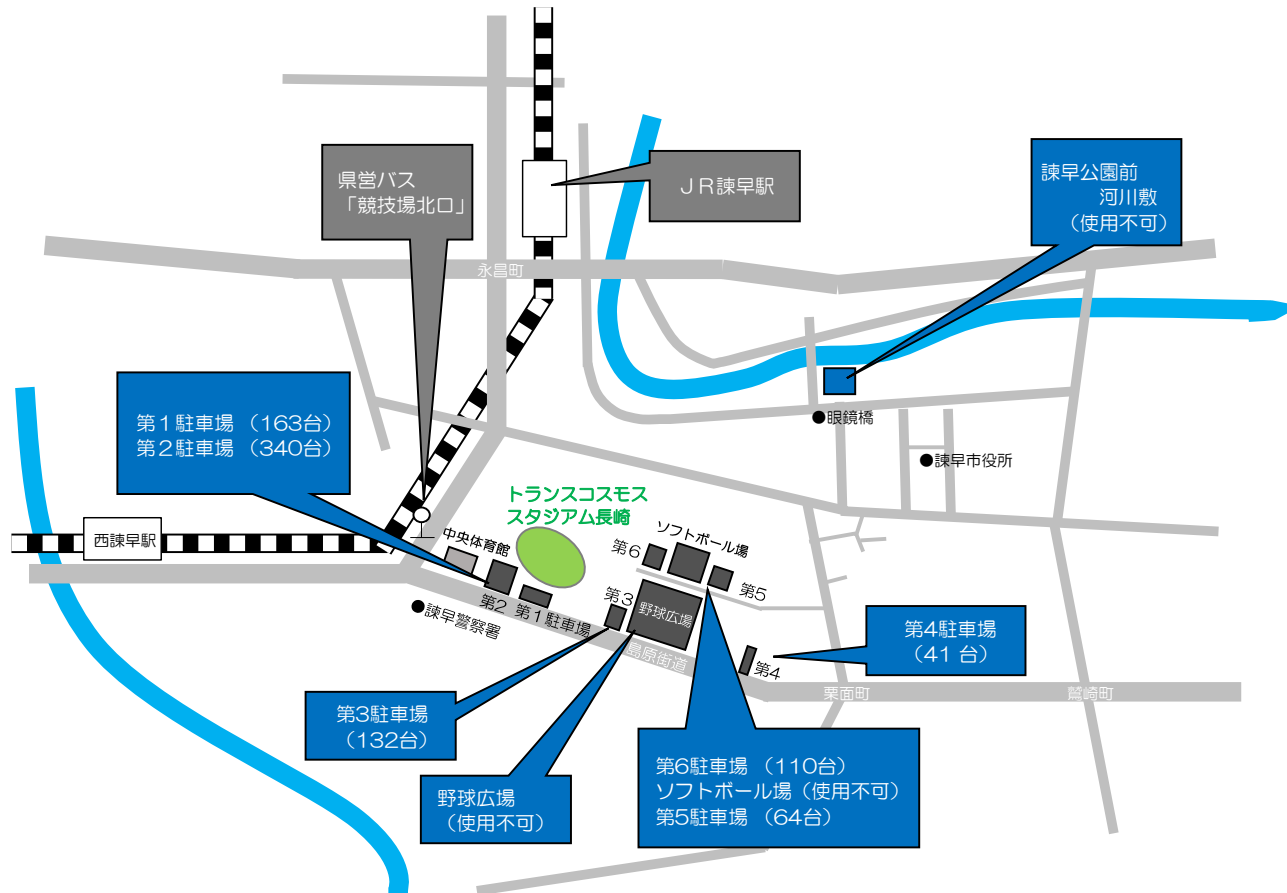 県営バス
「競技場北口」
ＪＲ諫早駅
諫早公園前
河川敷
（使用不可）
永昌町
第１駐車場 （163台）
第２駐車場 （340台）
●眼鏡橋
●諫早市役所
トランスコスモス
スタジアム長崎
西諫早駅
中央体育館
ソフトボール場
第６
第５
第３
野球広場
第２
第１駐車場
●諫早警察署
島原街道
第４
第４駐車場
（41 台）
栗面町
鷲崎町
第３駐車場
（132台）
野球広場
（使用不可）
第６駐車場 （110台）
ソフトボール場（使用不可）
第５駐車場 （64台）